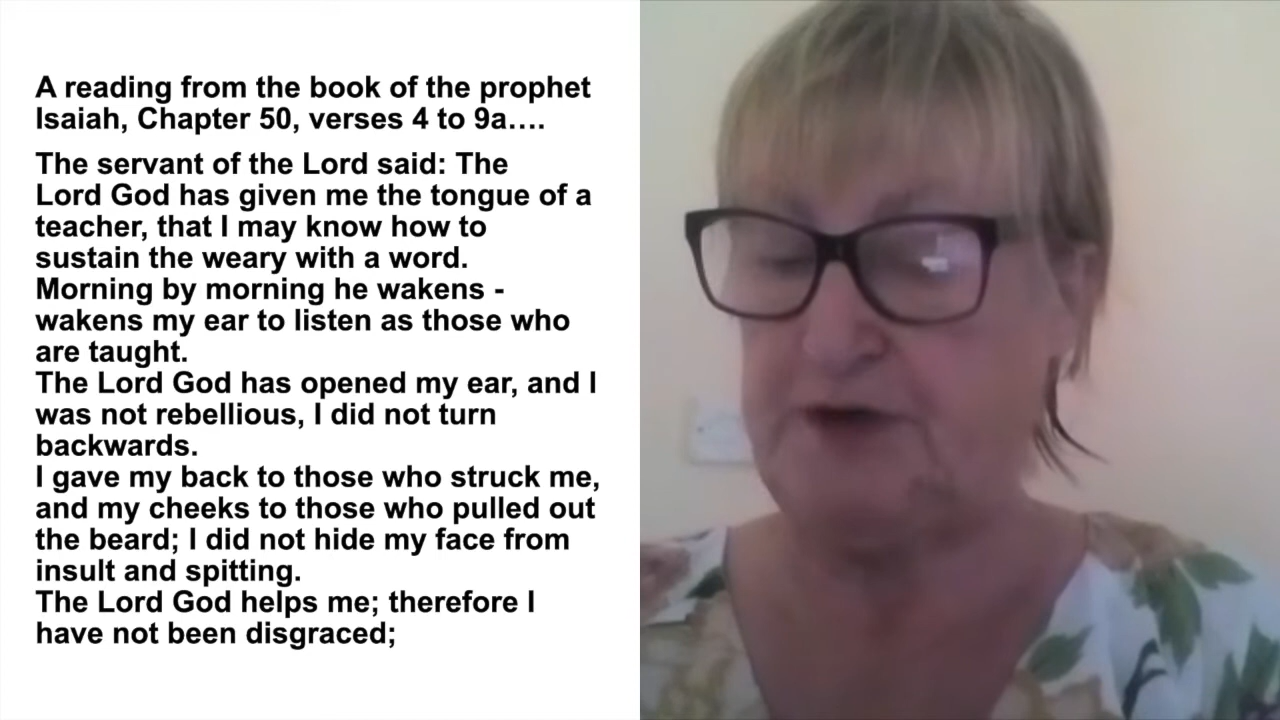 A reading from the book of the prophet
Isaiah, Chapter 50, verses 4 to 9a….
The servant of the Lord said: The
Lord God has given me the tongue of a
teacher, that I may know how to
sustain the weary with a word.
Morning by morning he wakens -
wakens my ear to listen as those who
are taught.
The Lord God has opened my ear, and I
was not rebellious, I did not turn
backwards.
I gave my back to those who struck me,
and my cheeks to those who pulled out
the beard; I did not hide my face from
insult and spitting.
The Lord God helps me; therefore I
have not been disgraced;